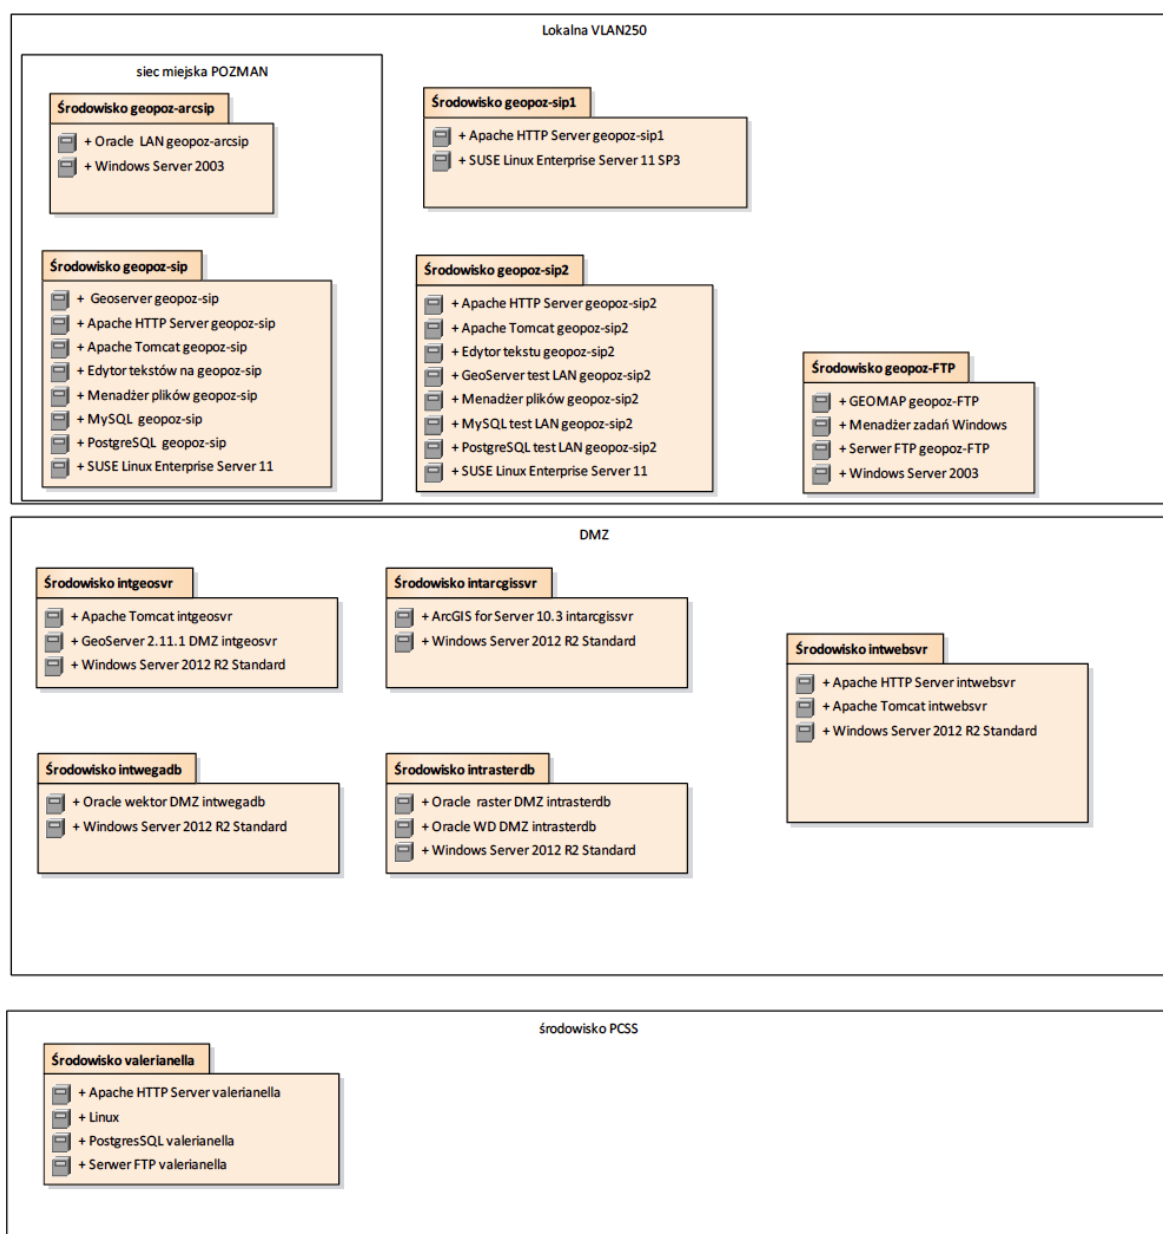 Lokalna VLAN250
siec miejska POZMAN
Środowisko geopoz-arcsip
+ Oracle LAN geopoz-arcsip
+ Windows Server 2003
Środowisko geopoz-sip1
+ Apache HTTP Server geopoz-sip1
+ SUSE Linux Enterprise Server 11 SP3
Środowisko geopoz-sip
+ Geoserver geopoz-sip
+ Apache HTTP Server geopoz-sip
+ Apache Tomcat geopoz-sip
+ Edytor tekstów na geopoz-sip
+ Menadżer plików geopoz-sip
+ MySQL geopoz-sip
+ PostgreSQL geopoz-sip
+ SUSE Linux Enterprise Server 11
Środowisko geopoz-sip2
+ Apache HTTP Server geopoz-sip2
+ Apache Tomcat geopoz-sip2
+ Edytor tekstu geopoz-sip2
+ GeoServer test LAN geopoz-sip2
+ Menadżer plików geopoz-sip2
+ MySQL test LAN geopoz-sip2
+ PostgreSQL test LAN geopoz-sip2
+ SUSE Linux Enterprise Server 11
Środowisko geopoz-FTP
+ GEOMAP geopoz-FTP
+ Menadżer zadań Windows
+ Serwer FTP geopoz-FTP
+ Windows Server 2003
DMZ
Środowisko intgeosvr
+ Apache Tomcat intgeosvr
+ GeoServer 2.11.1 DMZ intgeosvr
+ Windows Server 2012 R2 Standard
Środowisko intarcgissvr
+ ArcGIS for Server 10.3 intarcgissvr
+ Windows Server 2012 R2 Standard
Środowisko intwebsvr
+ Apache HTTP Server intwebsvr
+ Apache Tomcat intwebsvr
+ Windows Server 2012 R2 Standard
Środowisko intwegadb
+ Oracle wektor DMZ intwegadb
+ Windows Server 2012 R2 Standard
Środowisko intrasterdb
+ Oracle raster DMZ intrasterdb
+ Oracle WD DMZ intrasterdb
+ Windows Server 2012 R2 Standard
środowisko PCSS
Środowisko valerianella
+ Apache HTTP Server valerianella
+ Linux
+ PostgresSQL valerianella
+ Serwer FTP valerianella